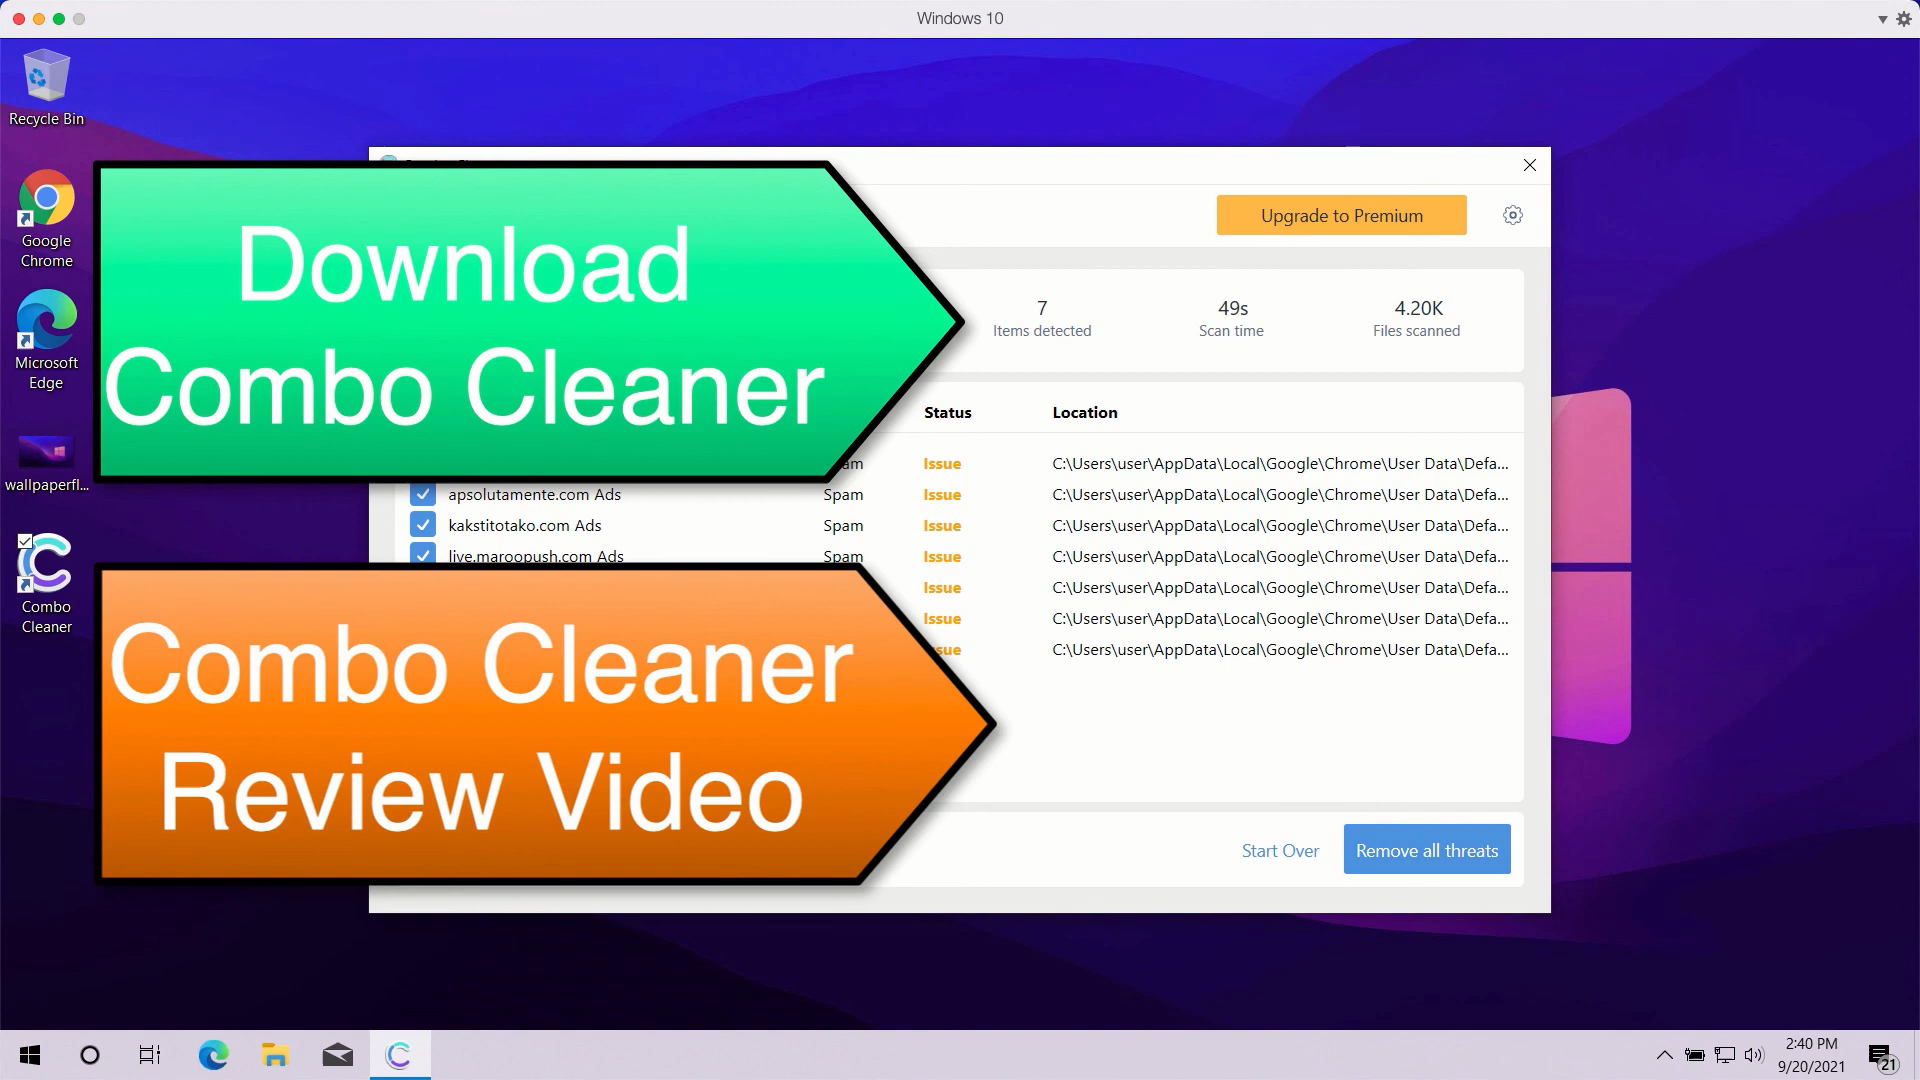 Windows 10
Recycle Bin
Google
Chrome
Microsoft
Edge
wallpaperfl...
Combo
Cleaner
Download
Combo Cleaner
Combo Cleaner
Review Video
Upgrade to Premium
7
Items detected
49s
Scan time
4.20K
Files scanned
Status Location
Issue C:\Users\user\AppData\Local\Google\Chrome\User Data\Defa...
apsolutamente.com Ads Spam Issue C:\Users\user\AppData\Local\Google\Chrome\User Data\Defa...
kakstitotako.com Ads Spam Issue C:\Users\user\AppData\Local\Google\Chrome\User Data\Defa...
live.maroopush.com Ads Spam Issue C:\Users\user\AppData\Local\Google\Chrome\User Data\Defa...
Issue C:\Users\user\AppData\Local\Google\Chrome\User Data\Defa...
Issue C:\Users\user\AppData\Local\Google\Chrome\User Data\Defa...
C:\Users\user\AppData\Local\Google\Chrome\User Data\Defa...
Start Over
Remove all threats
2:40 PM
9/20/2021
21